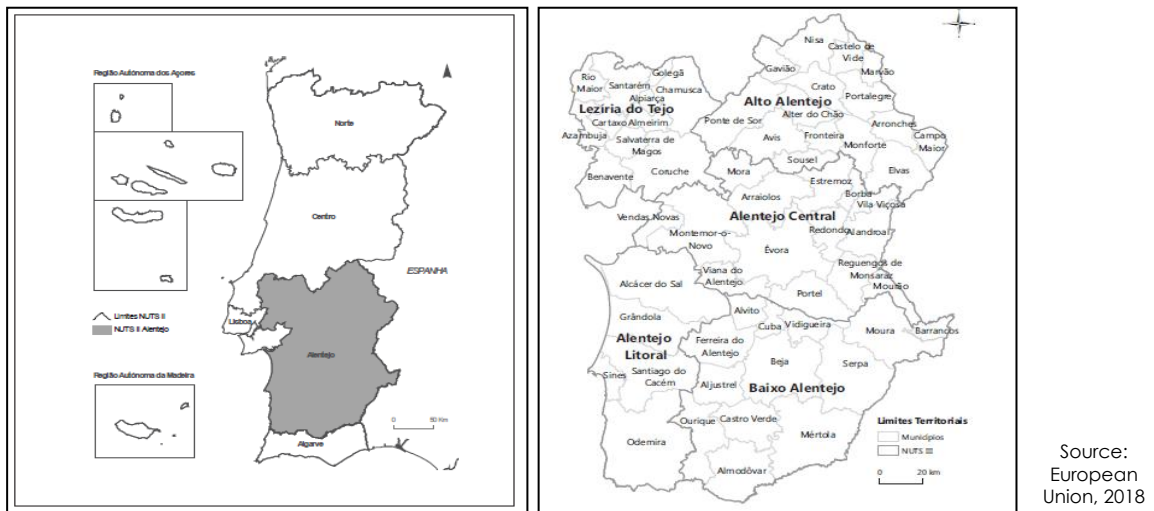 Região Autónoma dos Açores
Norte
Centro
ESPANHA
Limites NUTS II
NUTS II Alentejo
Lisboa
Alentejo
Região Autónoma da Madeira
0 50 Km
Algarve
Nisa
Castelo de
Vide
Gavião
Marvão
Rio
Maior
Golegã
Santarém
Chamusca
Alpiarça
Crato
Portalegre
Lezíria do Tejo
Alto Alentejo
Cartaxo
Almeirim
Ponte de Sor
Alter do Chão
Arronches
Azambuja
Salvaterra de
Magos
Avis
Fronteira
Monforte
Campo
Maior
Sousel
Benavente
Coruche
Mora
Elvas
Estremoz
Arraiolos
Borba
Vila Viçosa
Vendas Novas
Alentejo Central
Montemor-o-
Novo
Redondo
Alandroal
Évora
Reguengos de
Monsaraz
Mourão
Viana do
Alentejo
Alcácer do Sal
Portel
Grândola
Alvito
Cuba
Vidigueira
Moura
Barrancos
Alentejo
Litoral
Ferreira do
Alentejo
Beja
Serpa
Sines
Santiago do
Cacém
Aljustrel
Baixo Alentejo
Ourique
Castro Verde
Odemira
Mértola
Almodôvar
Limites Territoriais
Municípios
NUTS III
0 20 km
Source:
European
Union, 2018